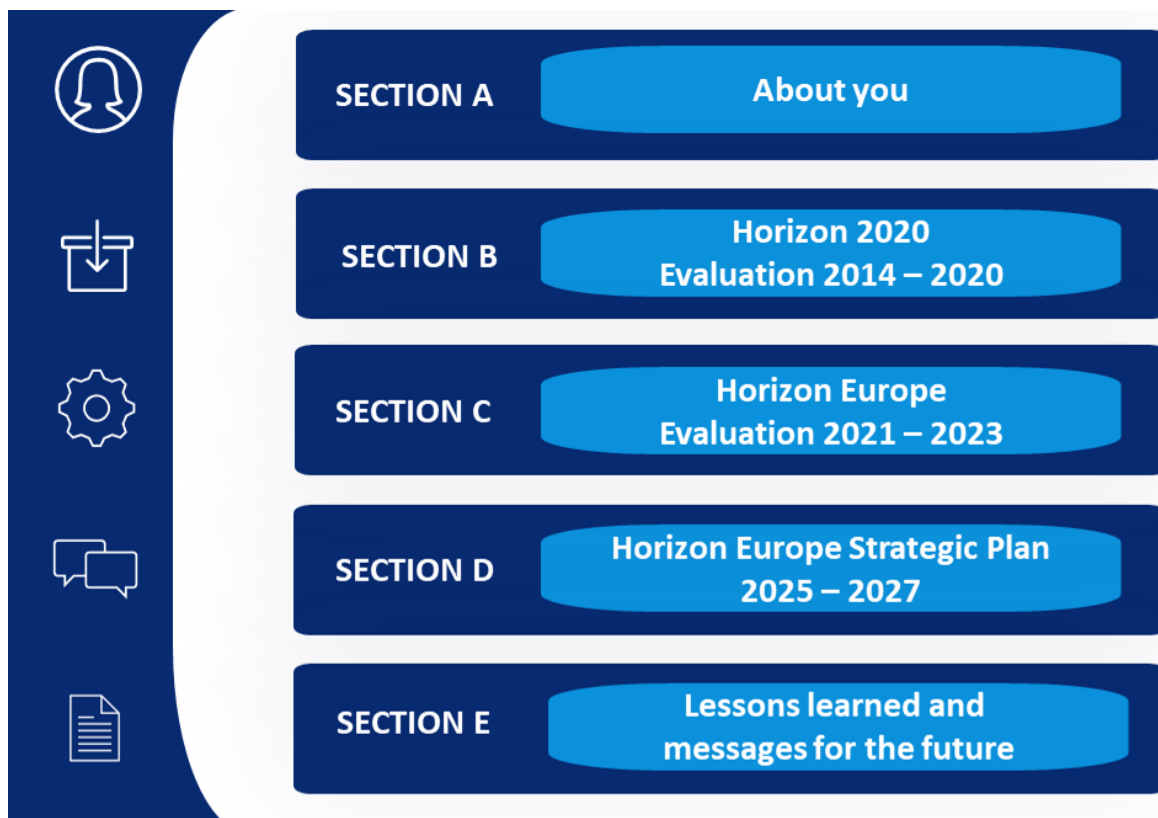 SECTION A
About you
SECTION B
Horizon 2020
Evaluation 2014 – 2020
SECTION C
Horizon Europe
Evaluation 2021 – 2023
SECTION D
Horizon Europe Strategic Plan
2025 – 2027
SECTION E
Lessons learned and
messages for the future